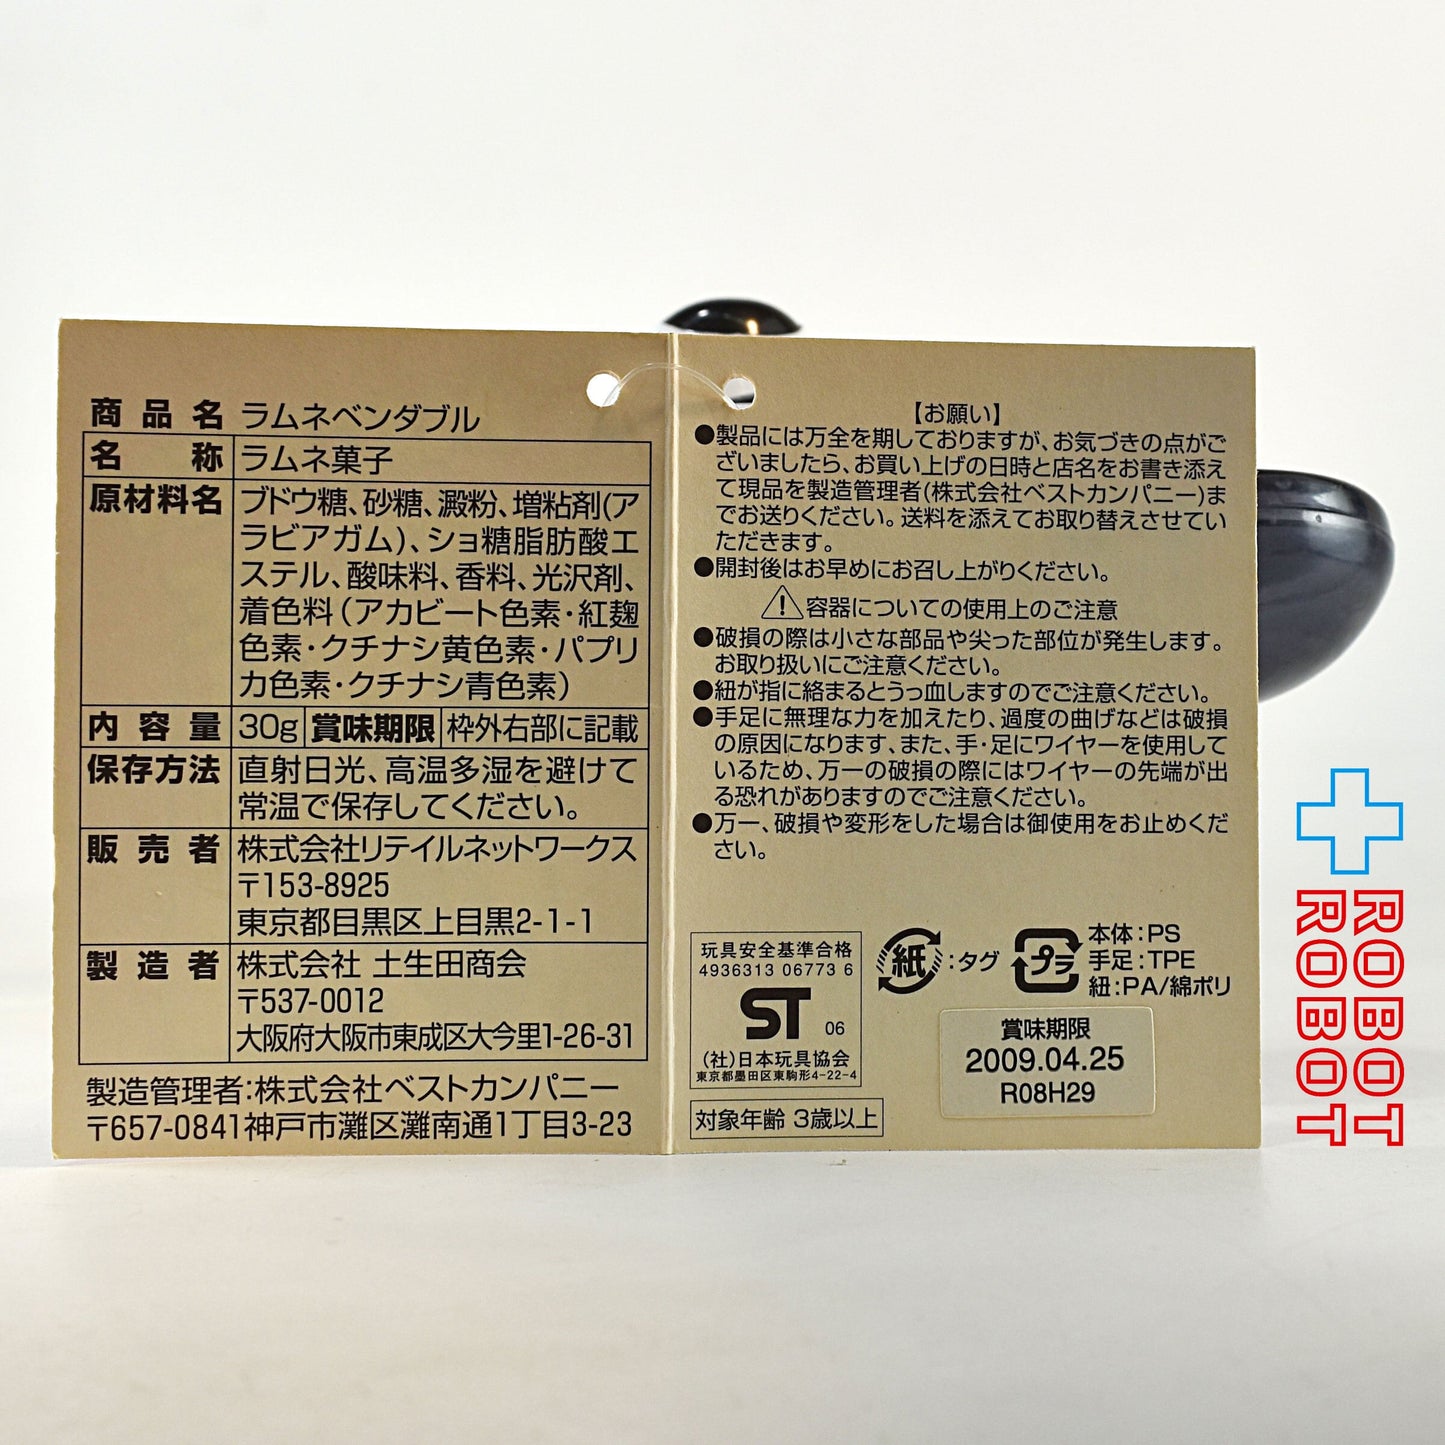 商品名 ラムネベンダブル
名称 ラムネ菓子
原材料名 ブドウ糖、砂糖、澱粉、増粘剤(ア
ラビアガム)、ショ糖脂肪酸エ
ステル、酸味料、香料、光沢剤、
着色料(アカビート色素・紅麹
色素・クチナシ黄色素・パプリ
カ色素・クチナシ青色素)
内容量 30g 賞味期限 枠外右部に記載
保存方法 直射日光、高温多湿を避けて
常温で保存してください。
販売者 株式会社リテイルネットワークス
〒153-8925
東京都目黒区上目黒2-1-1
製造者 株式会社 土生田商会
〒537-0012
大阪府大阪市東成区大今里1-26-31
製造管理者:株式会社ベストカンパニー
〒657-0841神戸市灘区灘南通1丁目3-23
【お願い】
●製品には万全を期しておりますが、お気づきの点がご
ざいましたら、お買い上げの日時と店名をお書き添え
て現品を製造管理者(株式会社ベストカンパニー)ま
でお送りください。送料を添えてお取り替えさせてい
ただきます。
●開封後はお早めにお召し上がりください。
⚠容器についての使用上のご注意
●破損の際は小さな部品や尖った部位が発生します。
お取り扱いにご注意ください。
●紐が指に絡まるとうっ血しますのでご注意ください。
●手足に無理な力を加えたり、過度の曲げなどは破損
の原因になります、また、手・足にワイヤーを使用して
いるため、万一の破損の際にはワイヤーの先端が出
る恐れがありますのでご注意ください。
●万一、破損や変形をした場合は御使用をお止めくだ
さい。
玩具安全基準合格
4936313 06773 6
ST 06
(社)日本玩具協会
東京都墨田区東駒形4-22-4
対象年齢 3歳以上
紙:タグ
プラ
本体:PS
手足:TPE
紐:PA/綿ポリ
賞味期限
2009.04.25
R08H29
ROBOT
ROBOT